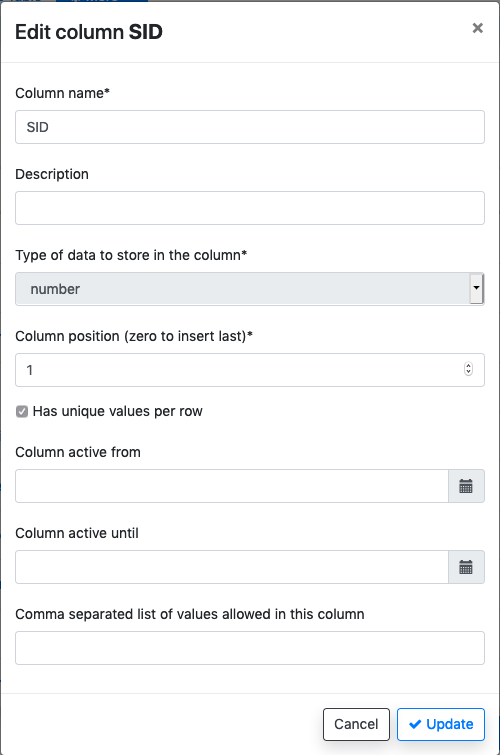 Edit column SID
×
Column name*
SID
Description
Type of data to store in the column*
number
Column position (zero to insert last)*
1
Has unique values per row
Column active from
Column active until
Comma separated list of values allowed in this column
Cancel
Update